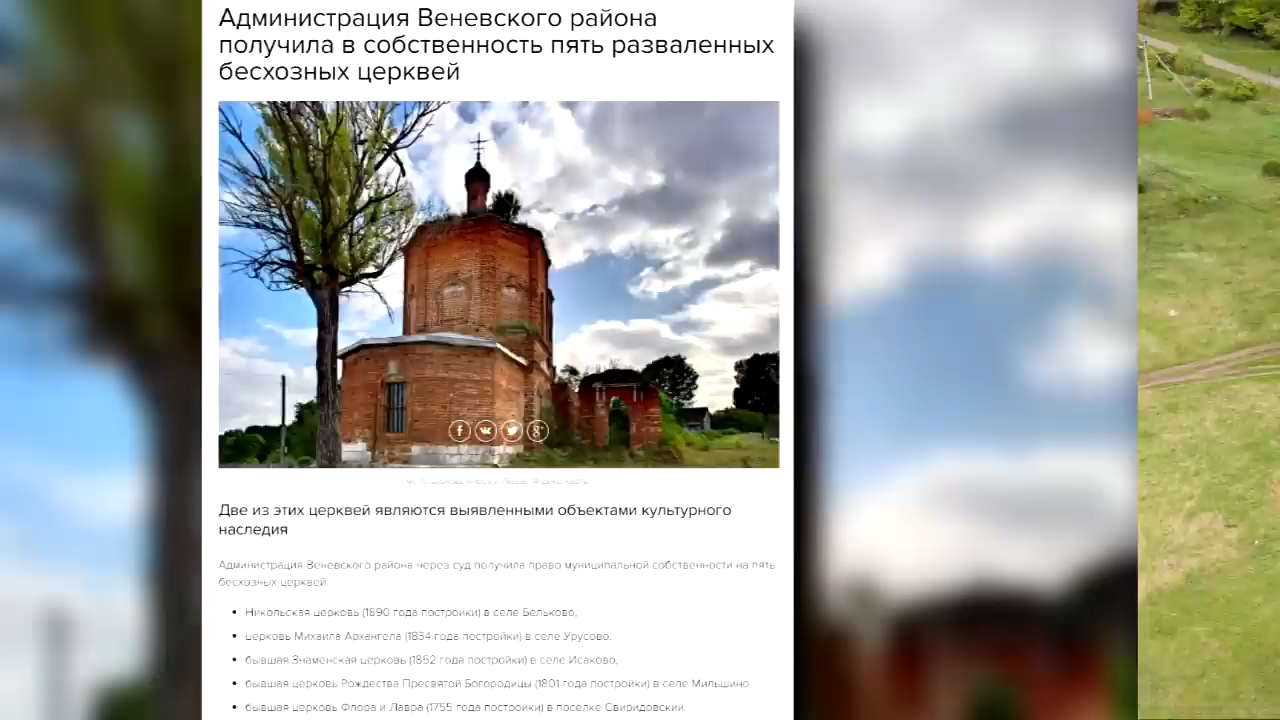 Администрация Веневского района
получила в собственность пять разваленных
бесхозных церквей
Две из этих церквей являются выявленными объектами культурного
наследия
Администрация Веневского района через суд получила право муниципальной собственности на пять
бесхозных церквей
• Никольская церковь (1890 года постройки) в селе Бельково,
• церковь Михаила Архангела (1834 года постройки) в селе Урусово,
• бывшая Знаменская церковь (1852 года постройки) в селе Исаково,
• бывшая церковь Рождества Пресвятой Богородицы (1801 года постройки) в селе Мильшино
• бывшая церковь Флора и Лавра (1755 года постройки) в поселке Свиридовский.